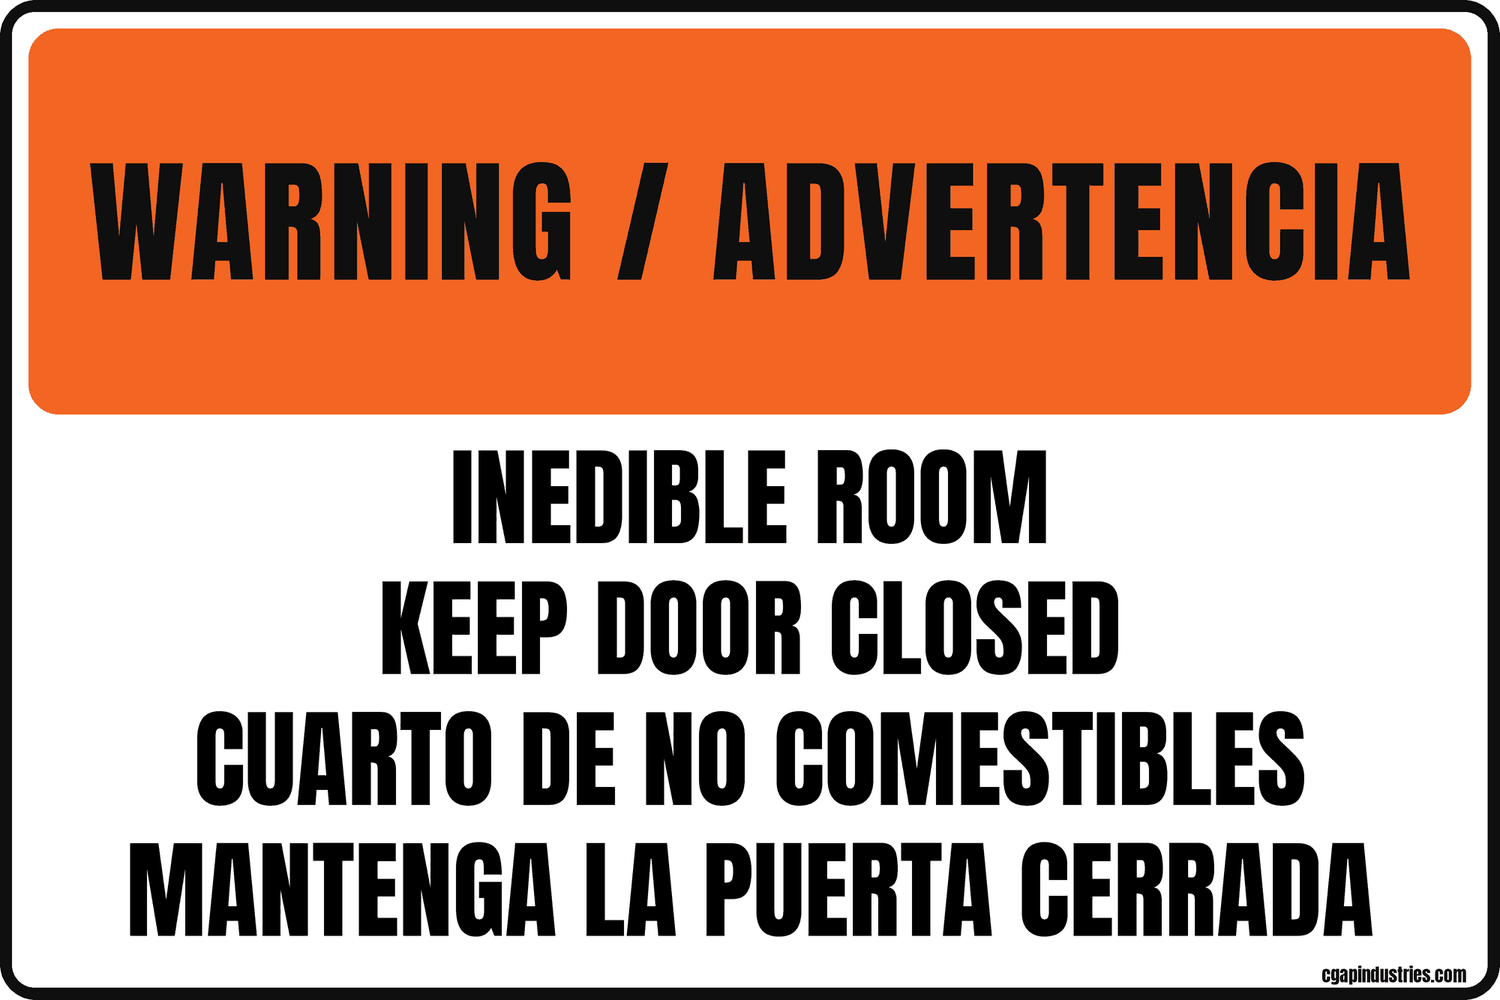 WARNING / ADVERTENCIA
INEDIBLE ROOM
KEEP DOOR CLOSED
CUARTO DE NO COMESTIBLES
MANTENGA LA PUERTA CERRADA
cgapindustries.com